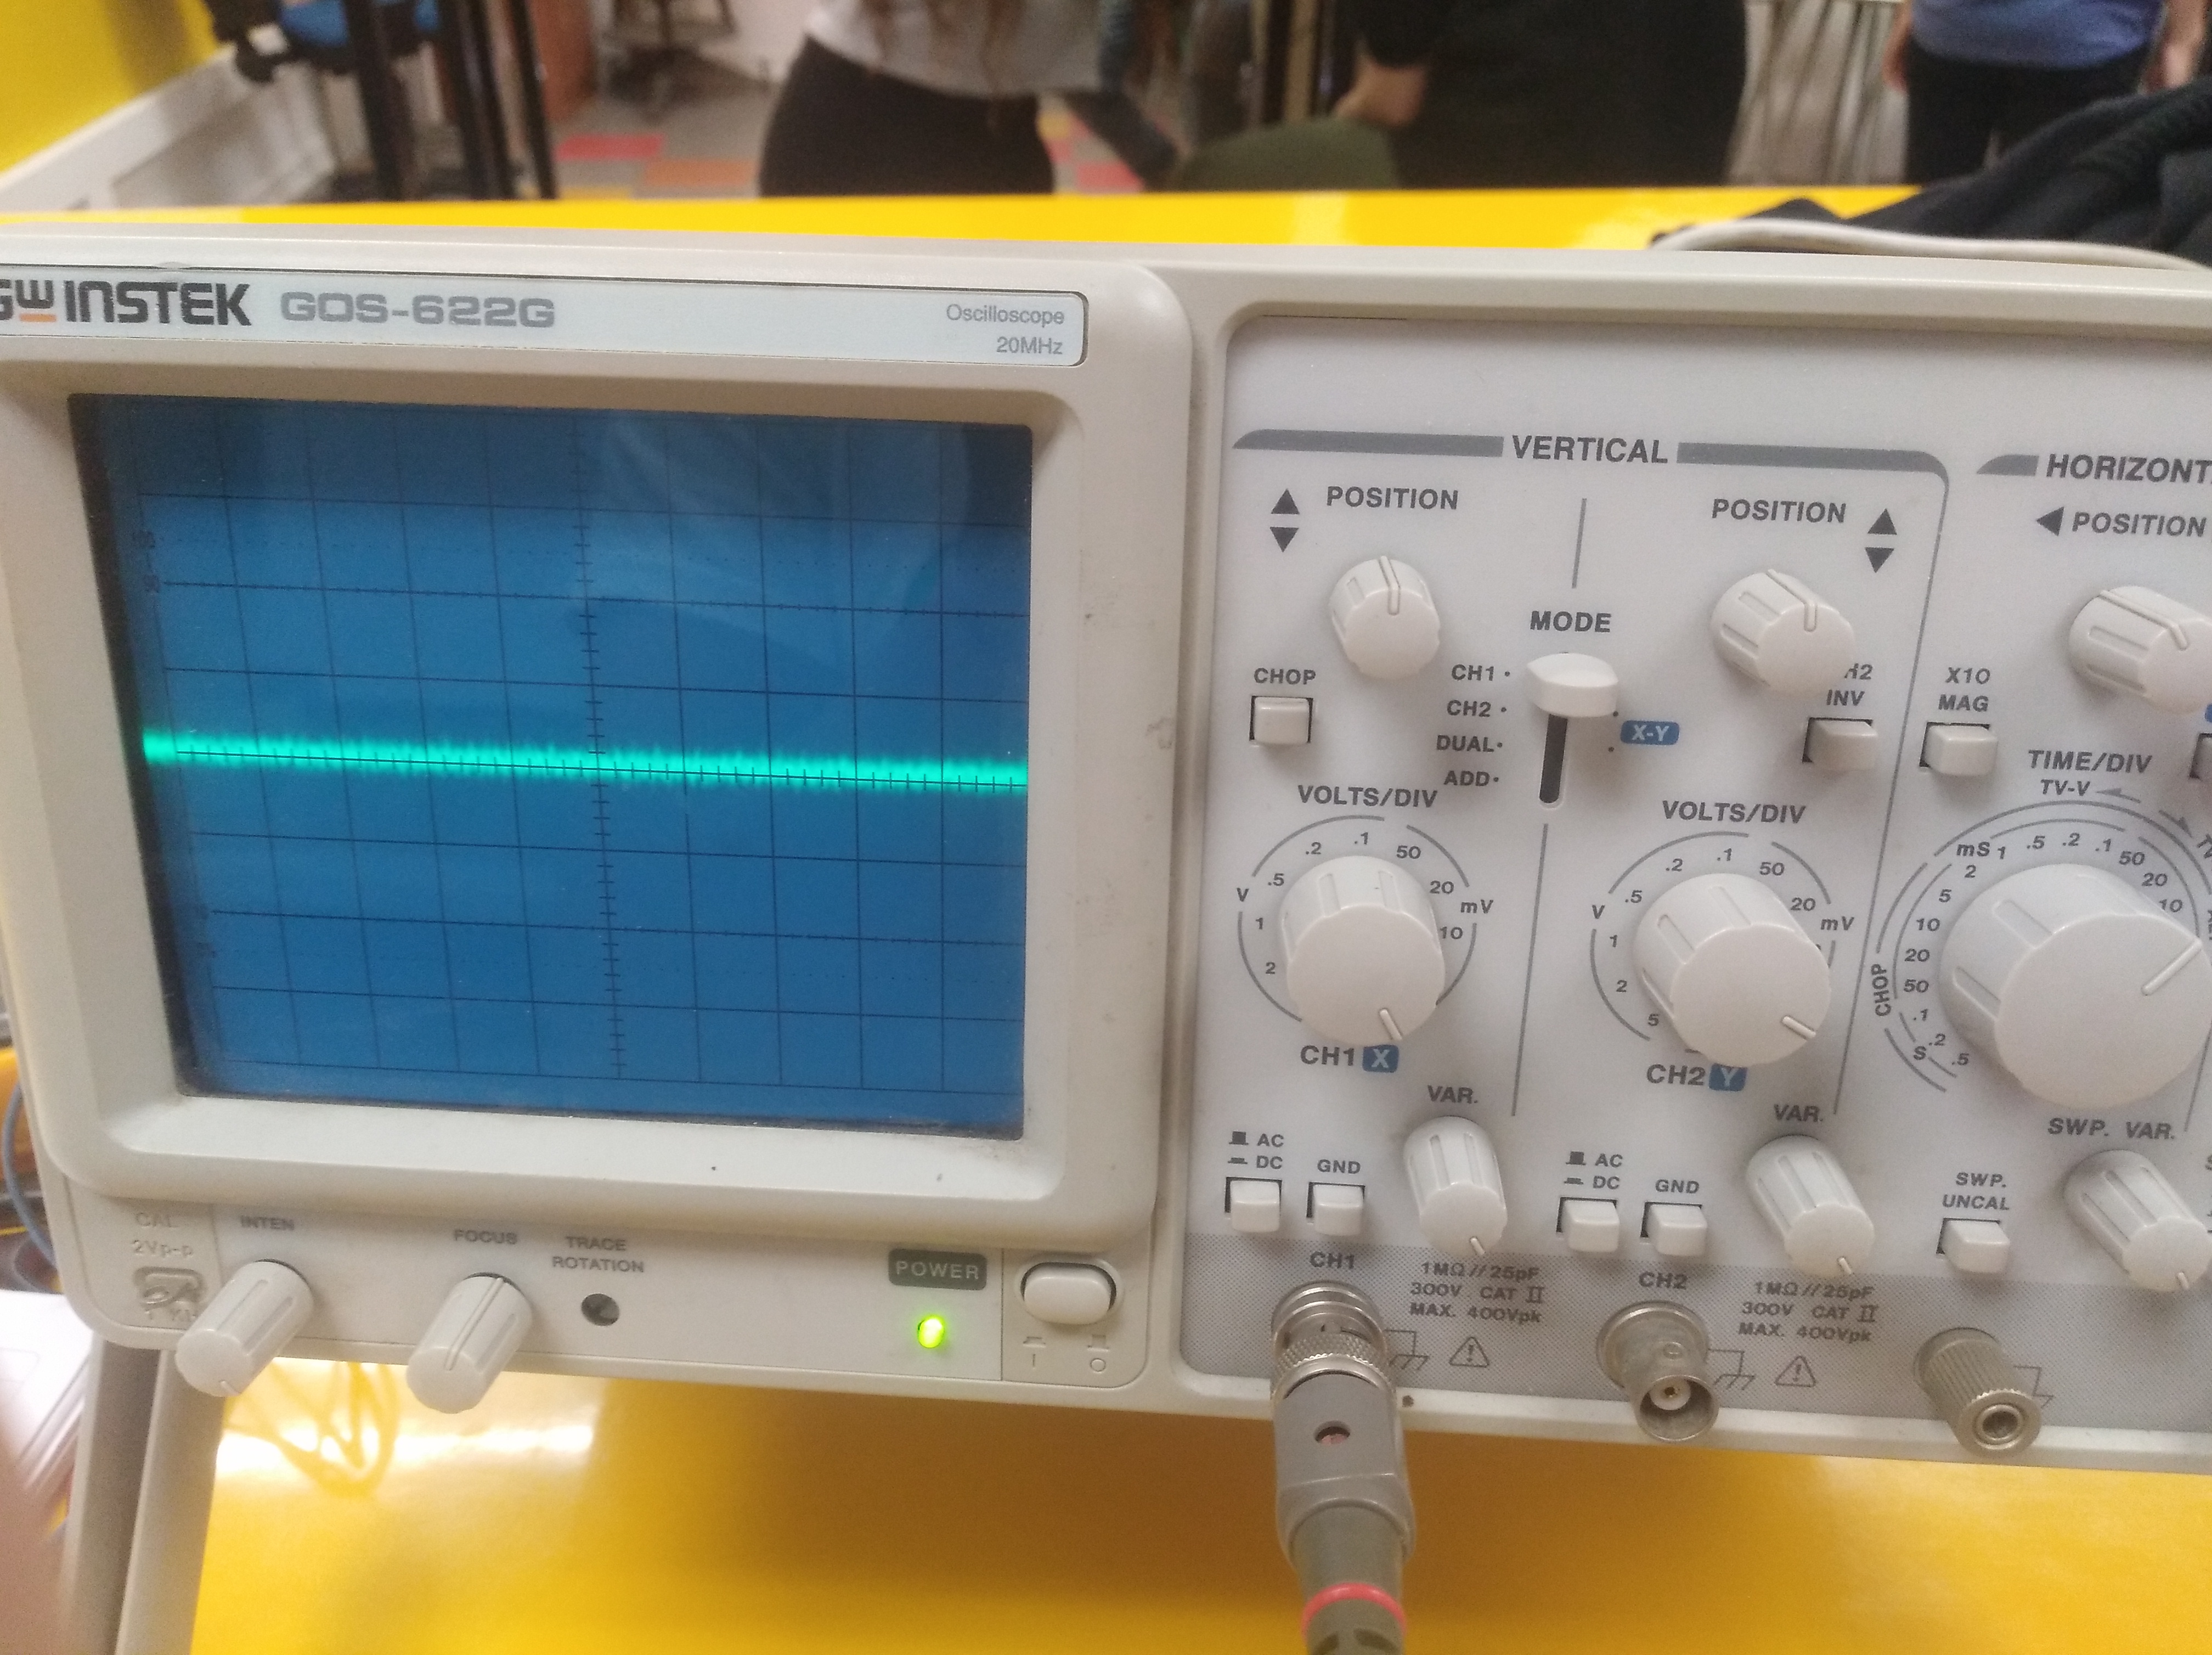 GW INSTEK GOS-622G
Oscilloscope
20MHz
100
90
10
VERTICAL
HORIZONT
POSITION
POSITION
POSITION
MODE
CHOP
CH1
CH2
DUAL
ADD
X-Y
H2
INV
X10
MAG
VOLTS/DIV
VOLTS/DIV
TIME/DIV
TV-V
V .5 .2 .1 50 20 mV
1 10
2
V .5 .2 .1 50 20 mV
1
2
5
mS 1 .5 .2 .1 50
2 20
5 10
10
20
50
.1
S .2 .5
CHOP
CH1 X
CH2 Y
VAR.
VAR.
SWP. VAR.
AC
DC
GND
AC
DC
GND
SWP.
UNCAL
CAL
2Vp-p
INTEN
FOCUS
TRACE
ROTATION
POWER
I O
CH1
1MΩ//25pF
300V CAT II
MAX. 400Vpk
CH2
1MΩ//25pF
300V CAT II
MAX. 400Vpk